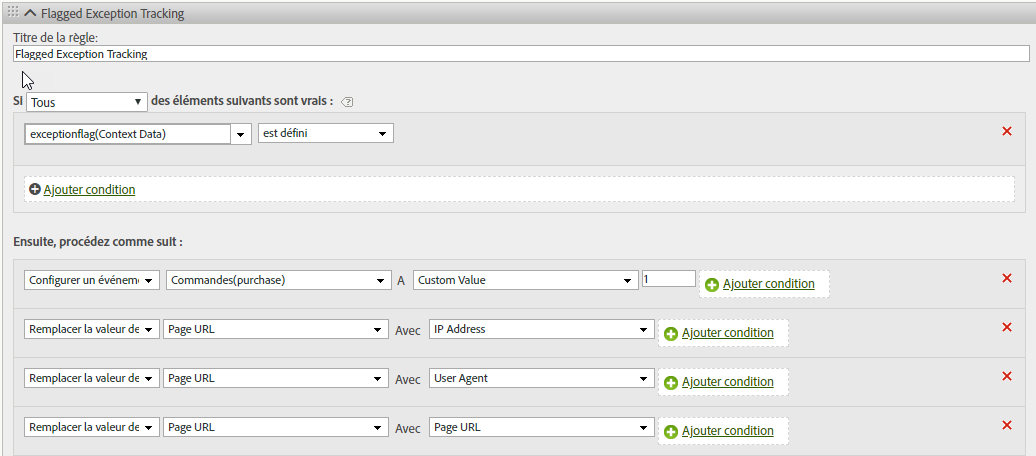 Flagged Exception Tracking
Titre de la règle:
Flagged Exception Tracking
SI Tous des éléments suivants sont vrais : ?
exceptionflag(Context Data) est défini
Ajouter condition
Ensuite, procédez comme suit :
Configurer un événem Commandes(purchase) A Custom Value 1 Ajouter condition
Remplacer la valeur de Page URL Avec IP Address Ajouter condition
Remplacer la valeur de Page URL Avec User Agent Ajouter condition
Remplacer la valeur de Page URL Avec Page URL Ajouter condition